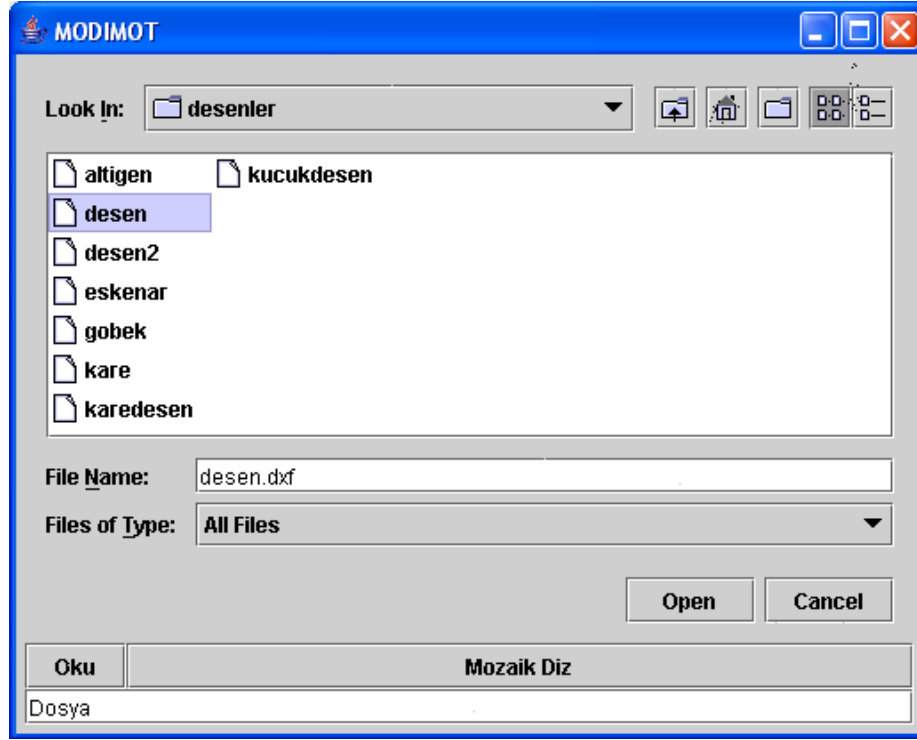 MODIMOT
Look In: desenler
altigen kucukdesen
desen
desen2
eskenar
gobek
kare
karedesen
File Name: desen.dxf
Files of Type: All Files
Open Cancel
Oku Mozaik Diz
Dosya